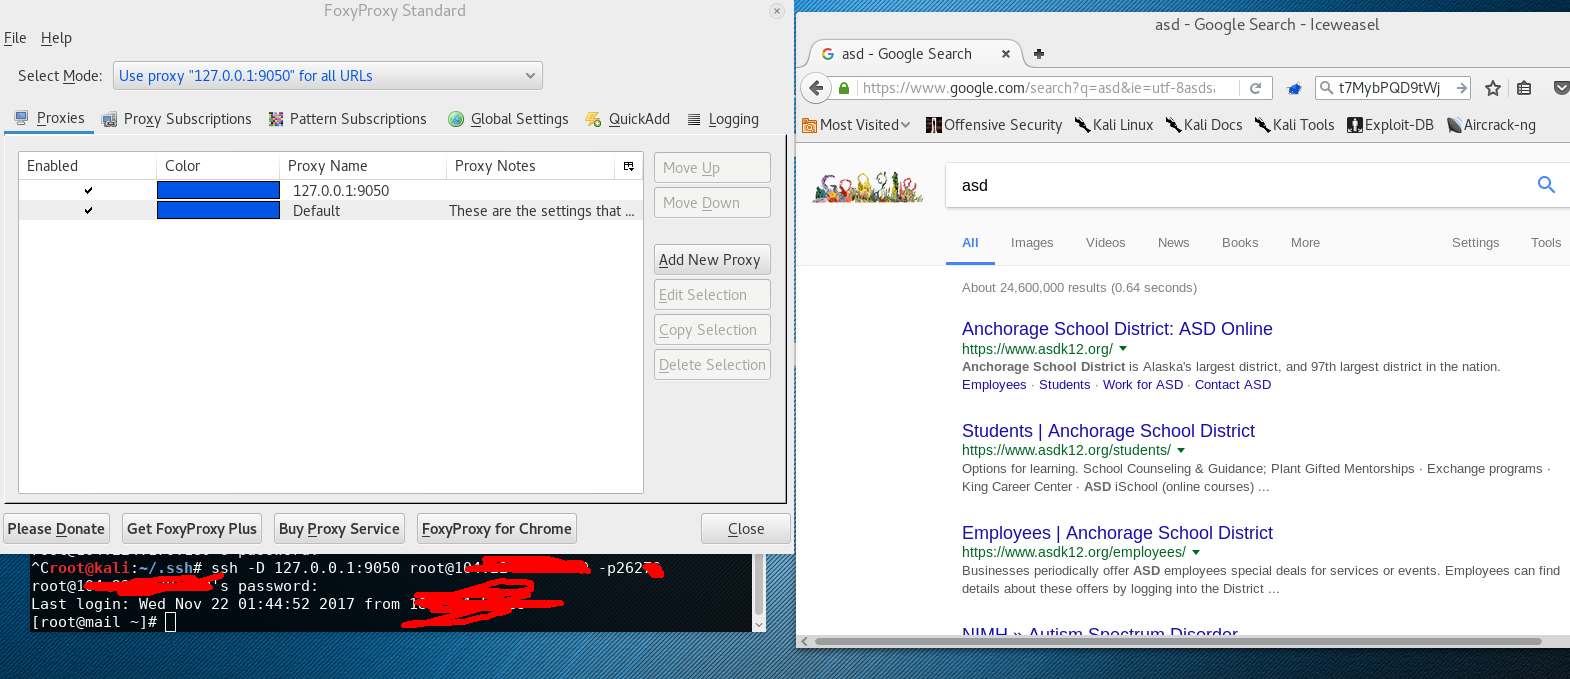 FoxyProxy Standard
File Help
Select Mode: Use proxy "127.0.0.1:9050" for all URLs
Proxies Proxy Subscriptions Pattern Subscriptions Global Settings QuickAdd Logging
Enabled Color Proxy Name Proxy Notes
127.0.0.1:9050
Default These are the settings that ...
Move Up
Move Down
Add New Proxy
Edit Selection
Copy Selection
Delete Selection
Please Donate Get FoxyProxy Plus Buy Proxy Service FoxyProxy for Chrome Close
^Croot@kali:~/.ssh# ssh -D 127.0.0.1:9050 -p2627
's password:
Last login: Wed Nov 22 01:44:52 2017 from
[root@mail ~]#
asd - Google Search - Iceweasel
asd - Google Search
https://www.google.com/search?q=asd&ie=utf-8asds t7MybPQD9tWj
Most Visited Offensive Security Kali Linux Kali Docs Kali Tools Exploit-DB Aircrack-ng
Google asd
All Images Videos News Books More Settings Tools
About 24,600,000 results (0.64 seconds)
Anchorage School District: ASD Online
https://www.asdk12.org/
Anchorage School District is Alaska's largest district, and 97th largest district in the nation.
Employees · Students · Work for ASD · Contact ASD
Students | Anchorage School District
https://www.asdk12.org/students/
Options for learning. School Counseling & Guidance; Plant Gifted Mentorships · Exchange programs ·
King Career Center · ASD iSchool (online courses) ...
Employees | Anchorage School District
https://www.asdk12.org/employees/
Businesses periodically offer ASD employees special deals for services or events. Employees can find
details about these offers by logging into the District ...
NIMH » Autism Spectrum Disorder